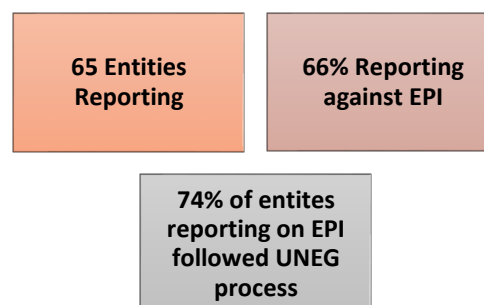 65 Entities
Reporting
66% Reporting
against EPI
74% of entites
reporting on EPI
followed UNEG
process